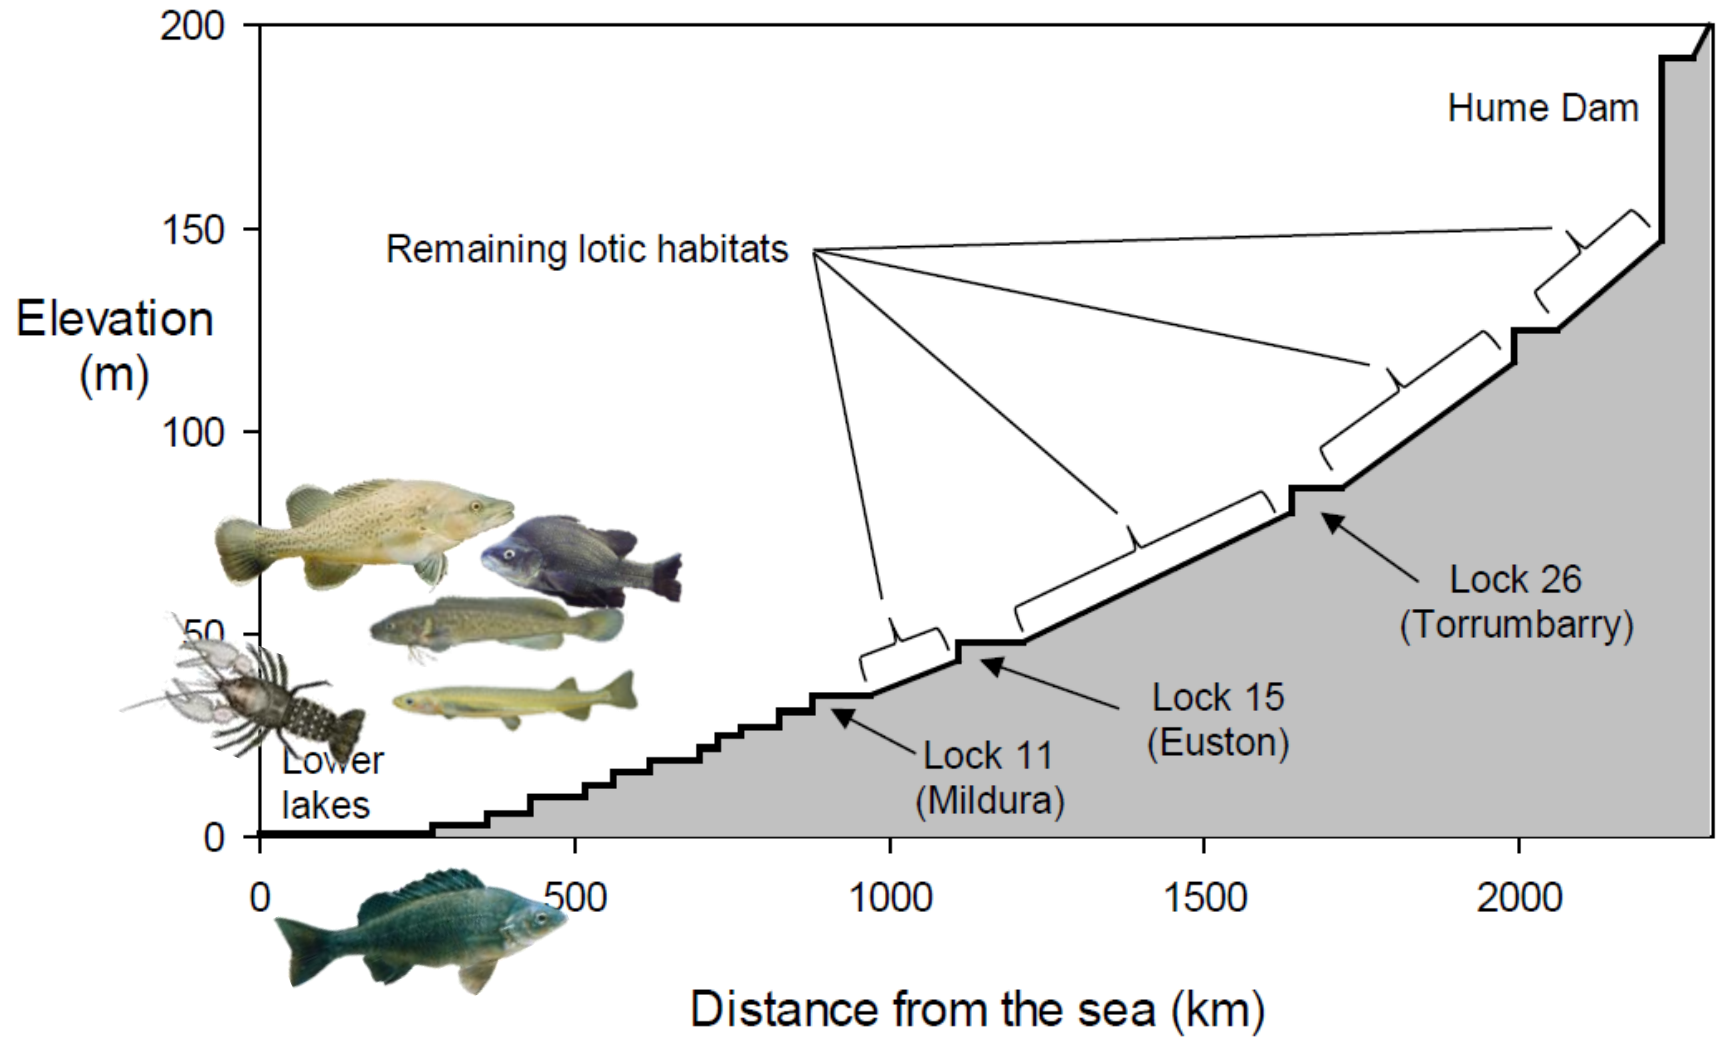 200
Hume Dam
150
Remaining lotic habitats
Elevation
(m)
100
Lock 26
(Torrumbarry)
50
Lock 15
(Euston)
Lock 11
(Mildura)
Lower
lakes
0
0 500 1000 1500 2000
Distance from the sea (km)